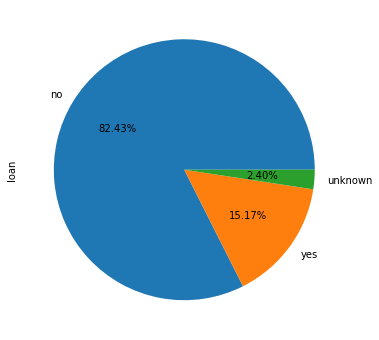 no
82.43%
loan
2.40%
unknown
15.17%
yes